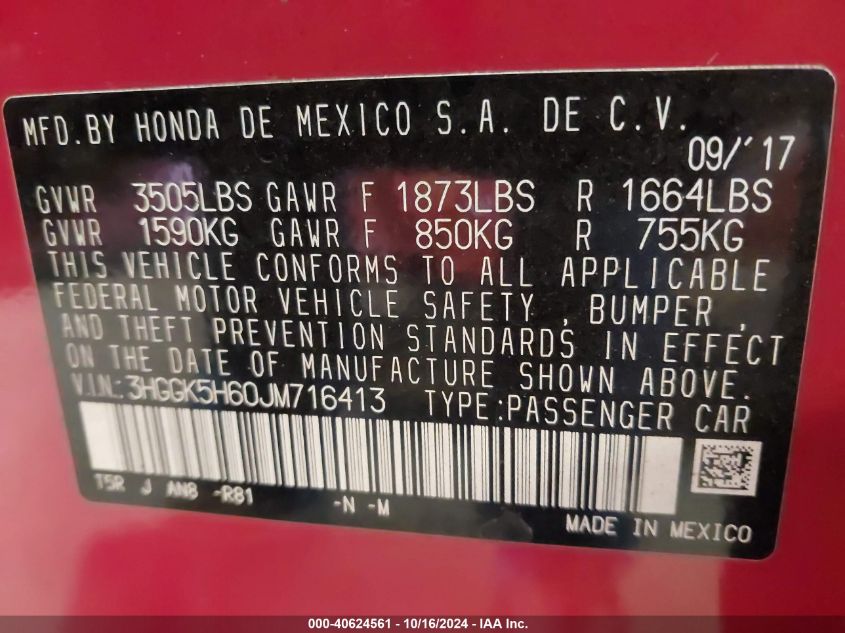 MFD.BY HONDA DE MEXICO S.A. DE C.V.
09/'17
GVWR 3505LBS GAWR F 1873LBS R 1664LBS
GVWR 1590KG GAWR F 850KG R 755KG
THIS VEHICLE CONFORMS TO ALL APPLICABLE
FEDERAL MOTOR VEHICLE SAFETY , BUMPER ,
AND THEFT PREVENTION STANDARDS IN EFFECT
ON THE DATE OF MANUFACTURE SHOWN ABOVE.
V.I.N.:3HGGK5H60JM716413 TYPE:PASSENGER CAR
T5R J AN8 -R81 -N -M
MADE IN MEXICO
000-40624561 - 10/16/2024 - IAA Inc.